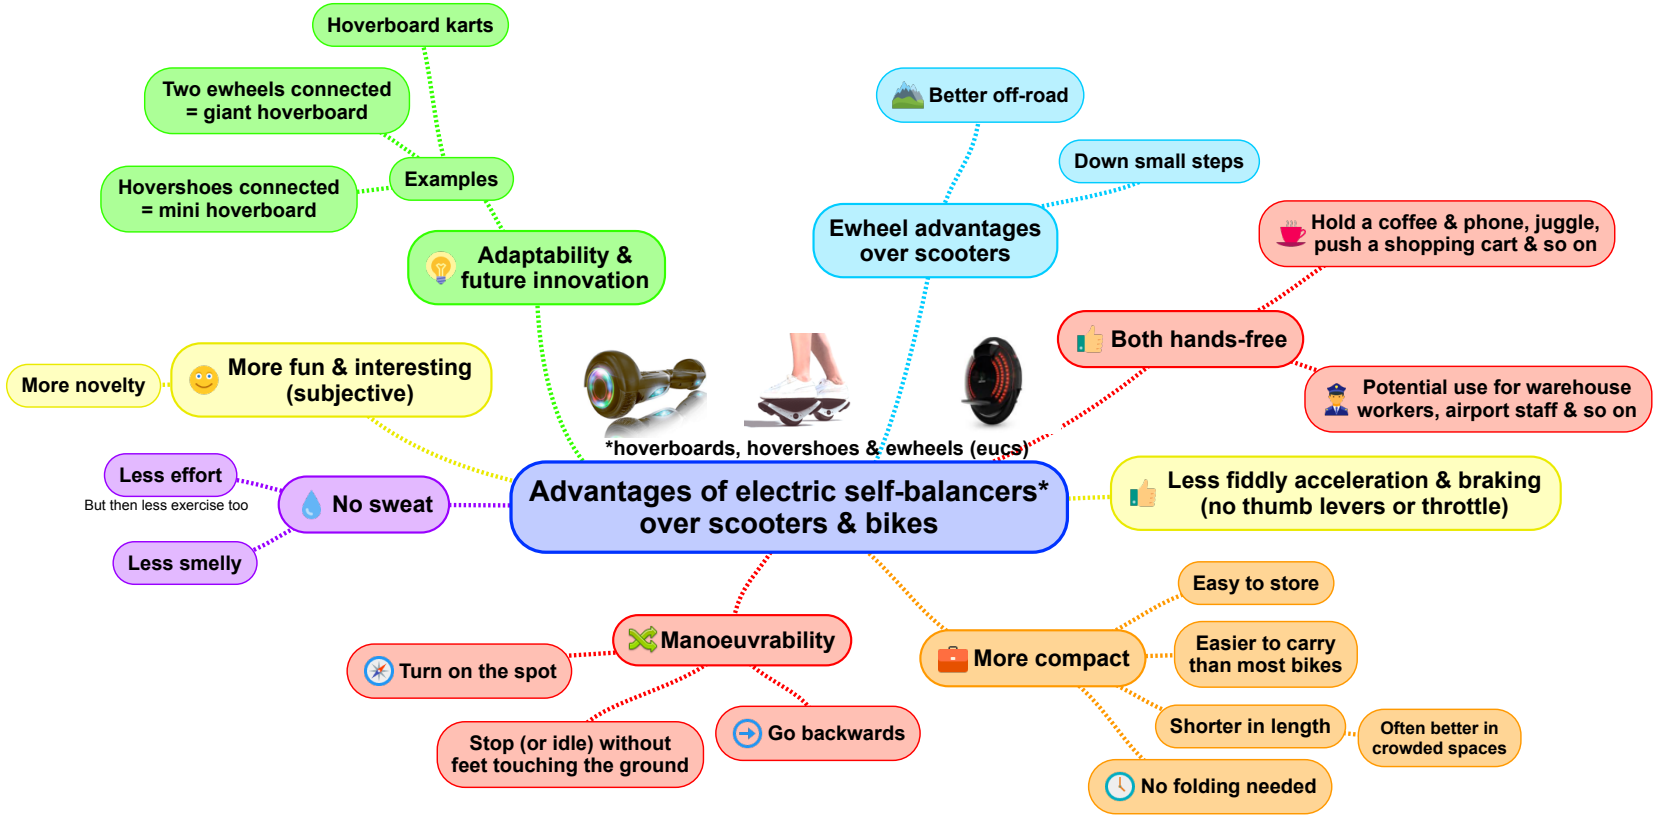 Hoverboard karts
Two ewheels connected
= giant hoverboard
Hovershoes connected
= mini hoverboard
Examples
Adaptability &
future innovation
Better off-road
Down small steps
Ewheel advantages
over scooters
Hold a coffee & phone, juggle,
push a shopping cart & so on
Both hands-free
Potential use for warehouse
workers, airport staff & so on
More novelty
More fun & interesting
(subjective)
*hoverboards, hovershoes & ewheels (eucs)
Advantages of electric self-balancers*
over scooters & bikes
Less fiddly acceleration & braking
(no thumb levers or throttle)
Less effort
But then less exercise too
No sweat
Less smelly
Manoeuvrability
Turn on the spot
Stop (or idle) without
feet touching the ground
Go backwards
More compact
Easy to store
Easier to carry
than most bikes
Shorter in length
Often better in
crowded spaces
No folding needed